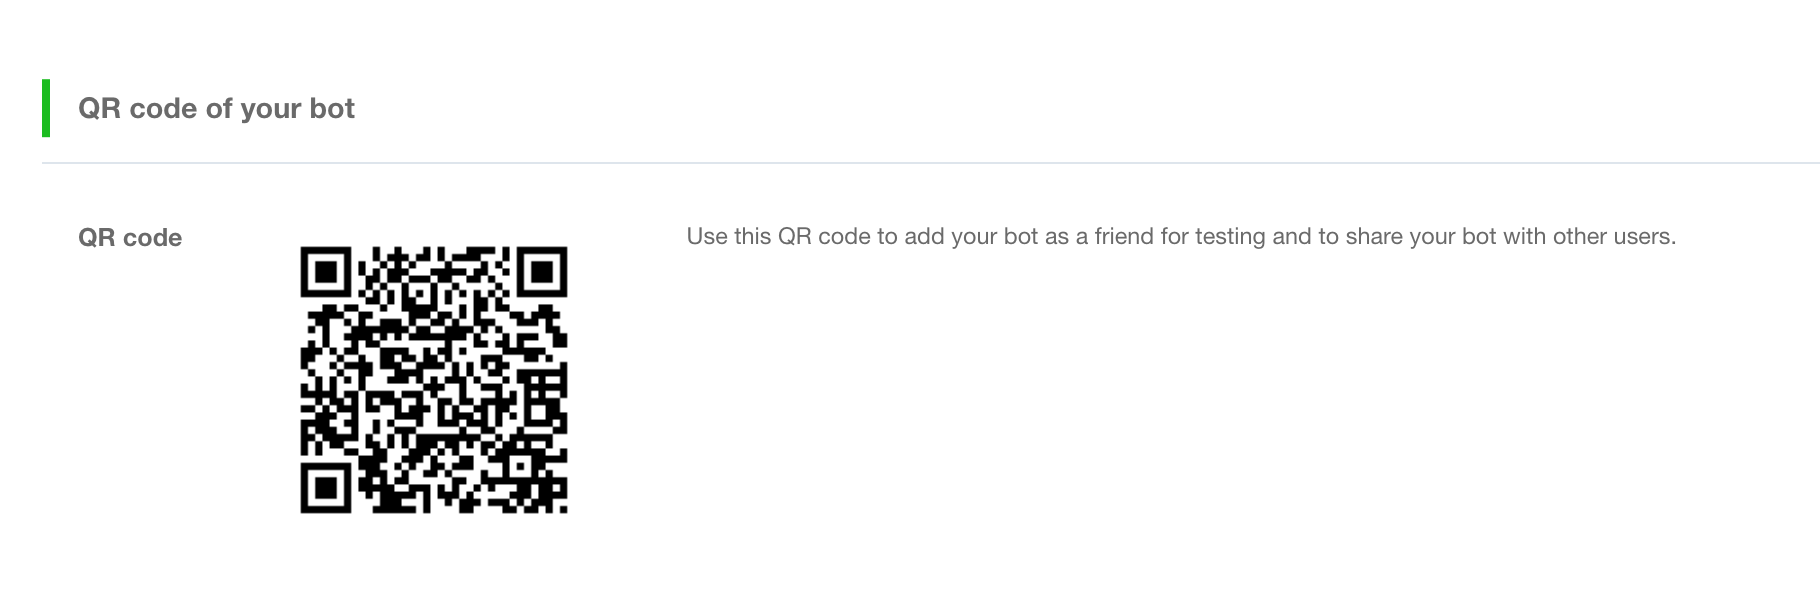 QR code of your bot
QR code
Use this QR code to add your bot as a friend for testing and to share your bot with other users.